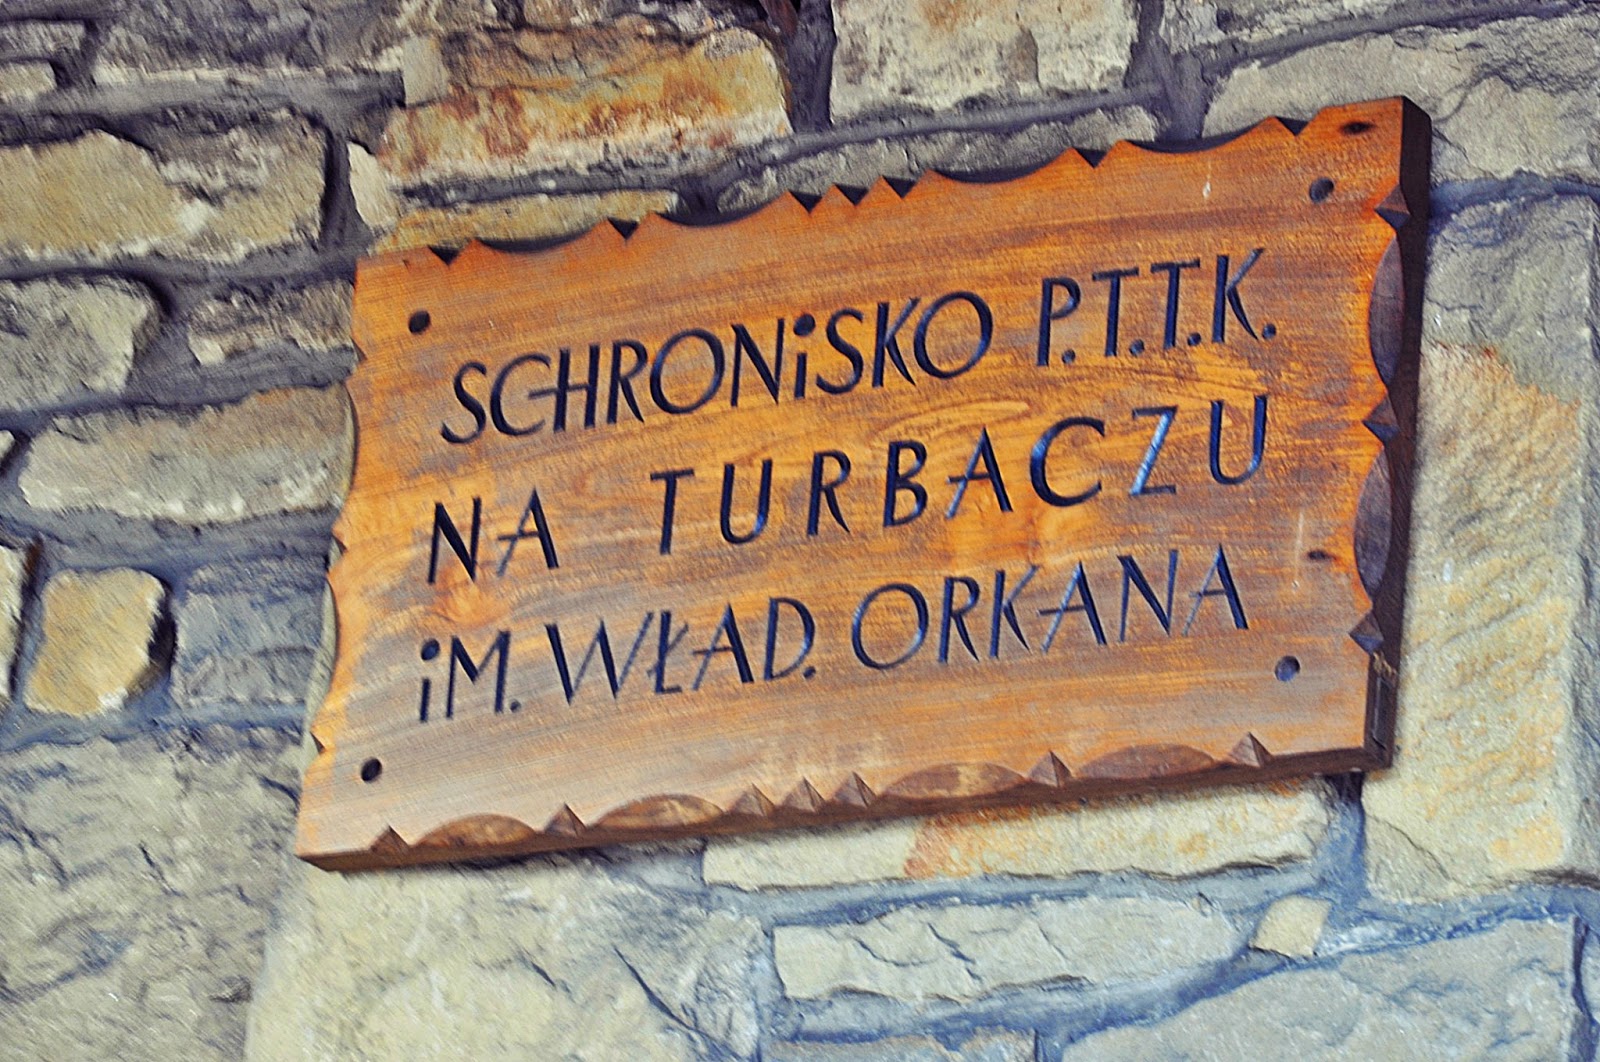 SCHRONiSKO P.T.T.K.
NA TURBACZU
iM. WŁAD. ORKANA